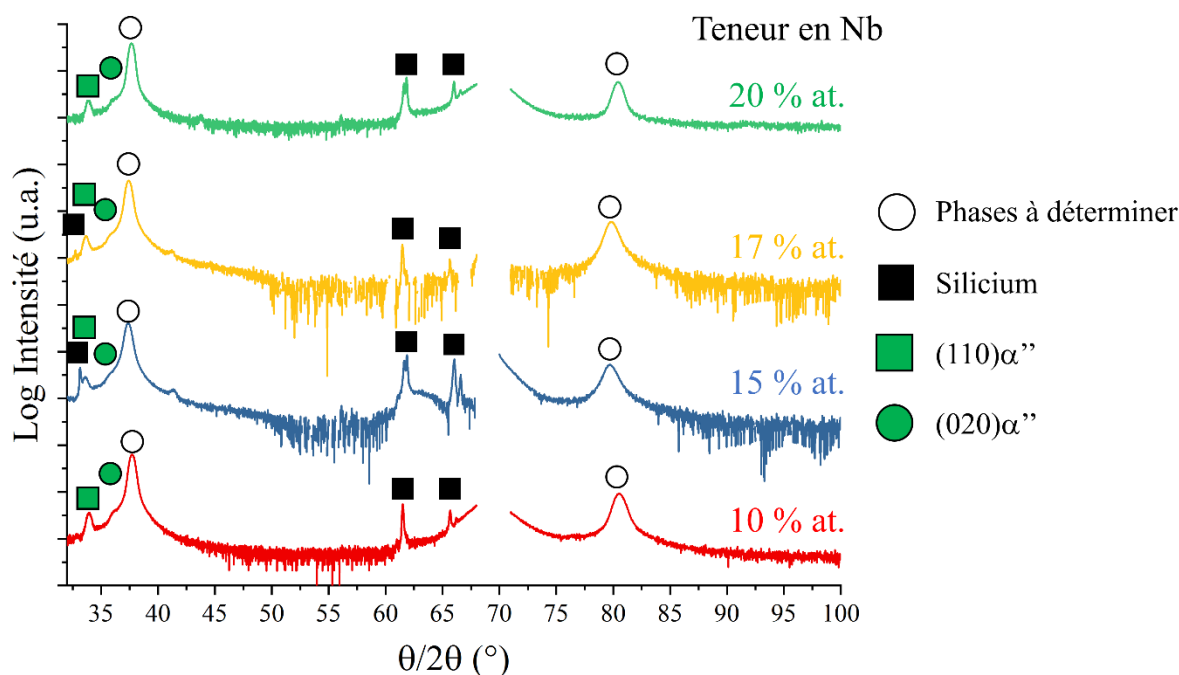 Teneur en Nb
20 % at.
17 % at.
15 % at.
10 % at.
Log Intensité (u.a.)
35 40 45 50 55 60 65 70 75 80 85 90 95 100
θ/2θ (°)
Phases à déterminer
Silicium
(110)α’’
(020)α’’